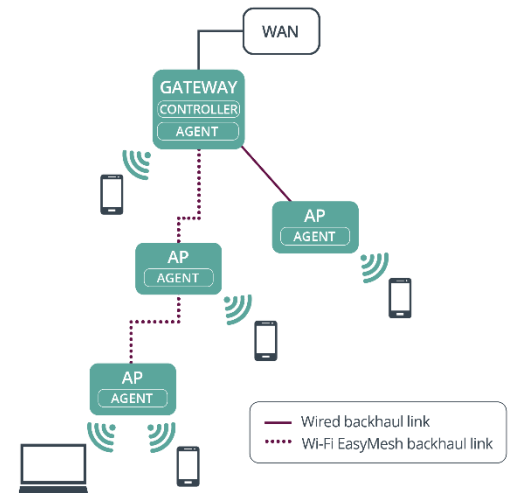 WAN
GATEWAY
CONTROLLER
AGENT
AP
AGENT
AP
AGENT
AP
AGENT
Wired backhaul link
Wi-Fi EasyMesh backhaul link